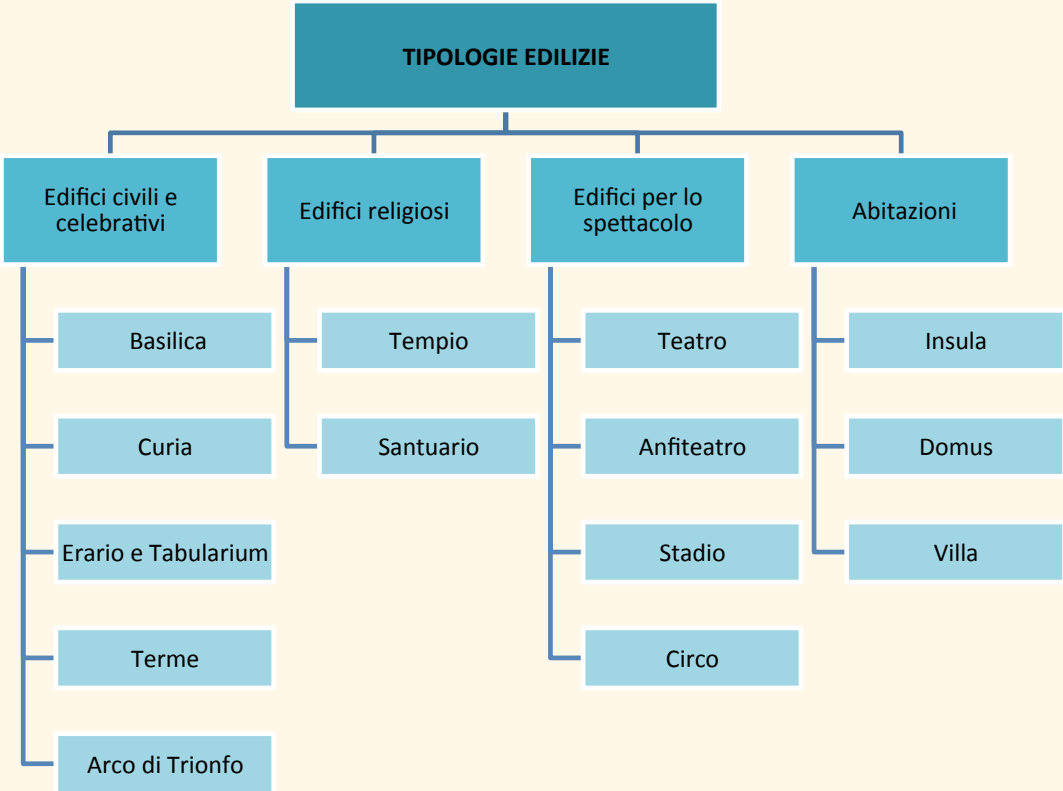 TIPOLOGIE EDILIZIE
Edifici civili e
celebrativi
Basilica
Curia
Erario e Tabularium
Terme
Arco di Trionfo
Edifici religiosi
Tempio
Santuario
Edifici per lo
spettacolo
Teatro
Anfiteatro
Stadio
Circo
Abitazioni
Insula
Domus
Villa